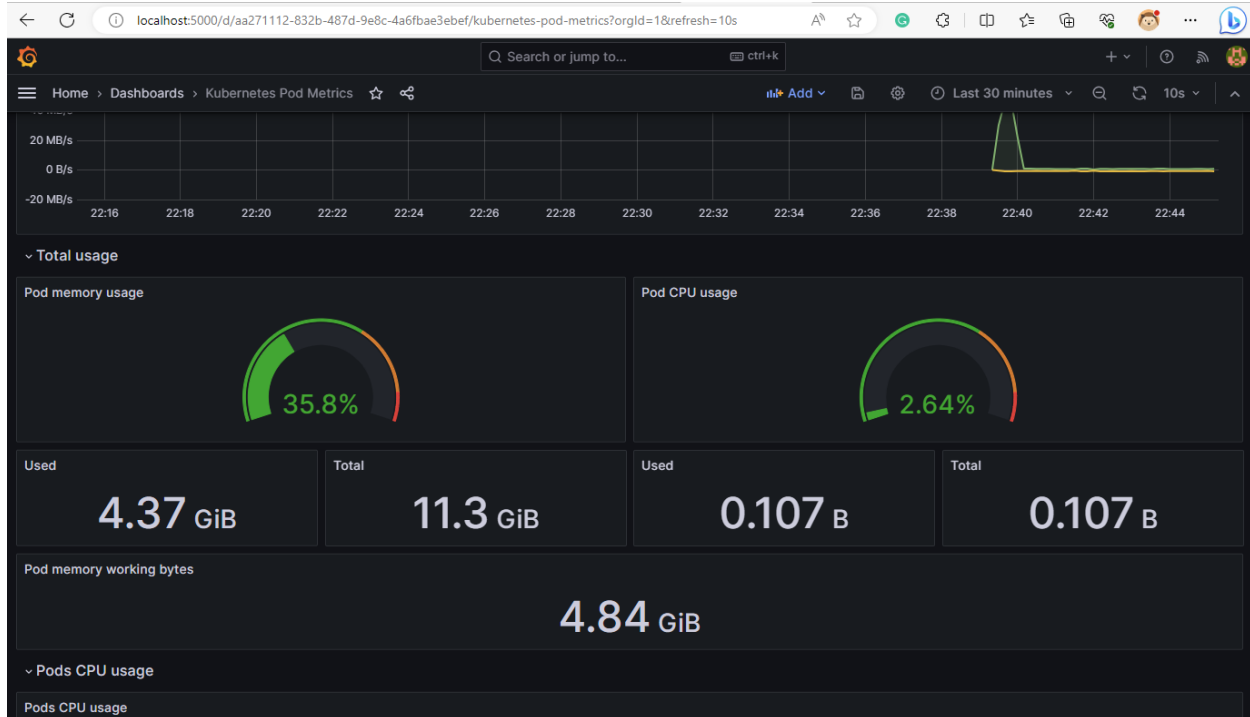 localhost:5000/d/aa271112-832b-487d-9e8c-4a6fbae3ebef/kubernetes-pod-metrics?orgId=1&refresh=10s
Search or jump to... ctrl+k
Home > Dashboards > Kubernetes Pod Metrics Add Last 30 minutes 10s
20 MB/s
0 B/s
-20 MB/s
22:16 22:18 22:20 22:22 22:24 22:26 22:28 22:30 22:32 22:34 22:36 22:38 22:40 22:42 22:44
Total usage
Pod memory usage Pod CPU usage
35.8% 2.64%
Used Total Used Total
4.37 GiB 11.3 GiB 0.107 B 0.107 B
Pod memory working bytes
4.84 GiB
Pods CPU usage
Pods CPU usage